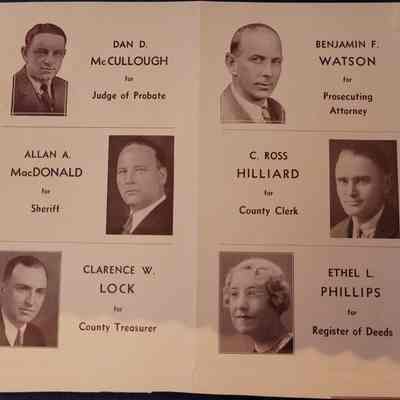 DAN D.
McCULLOUGH
for
Judge of Probate
ALLAN A.
MacDONALD
for
Sheriff
CLARENCE W.
LOCK
for
County Treasurer
BENJAMIN F.
WATSON
for
Prosecuting
Attorney
C. ROSS
HILLIARD
for
County Clerk
ETHEL L.
PHILLIPS
for
Register of Deeds